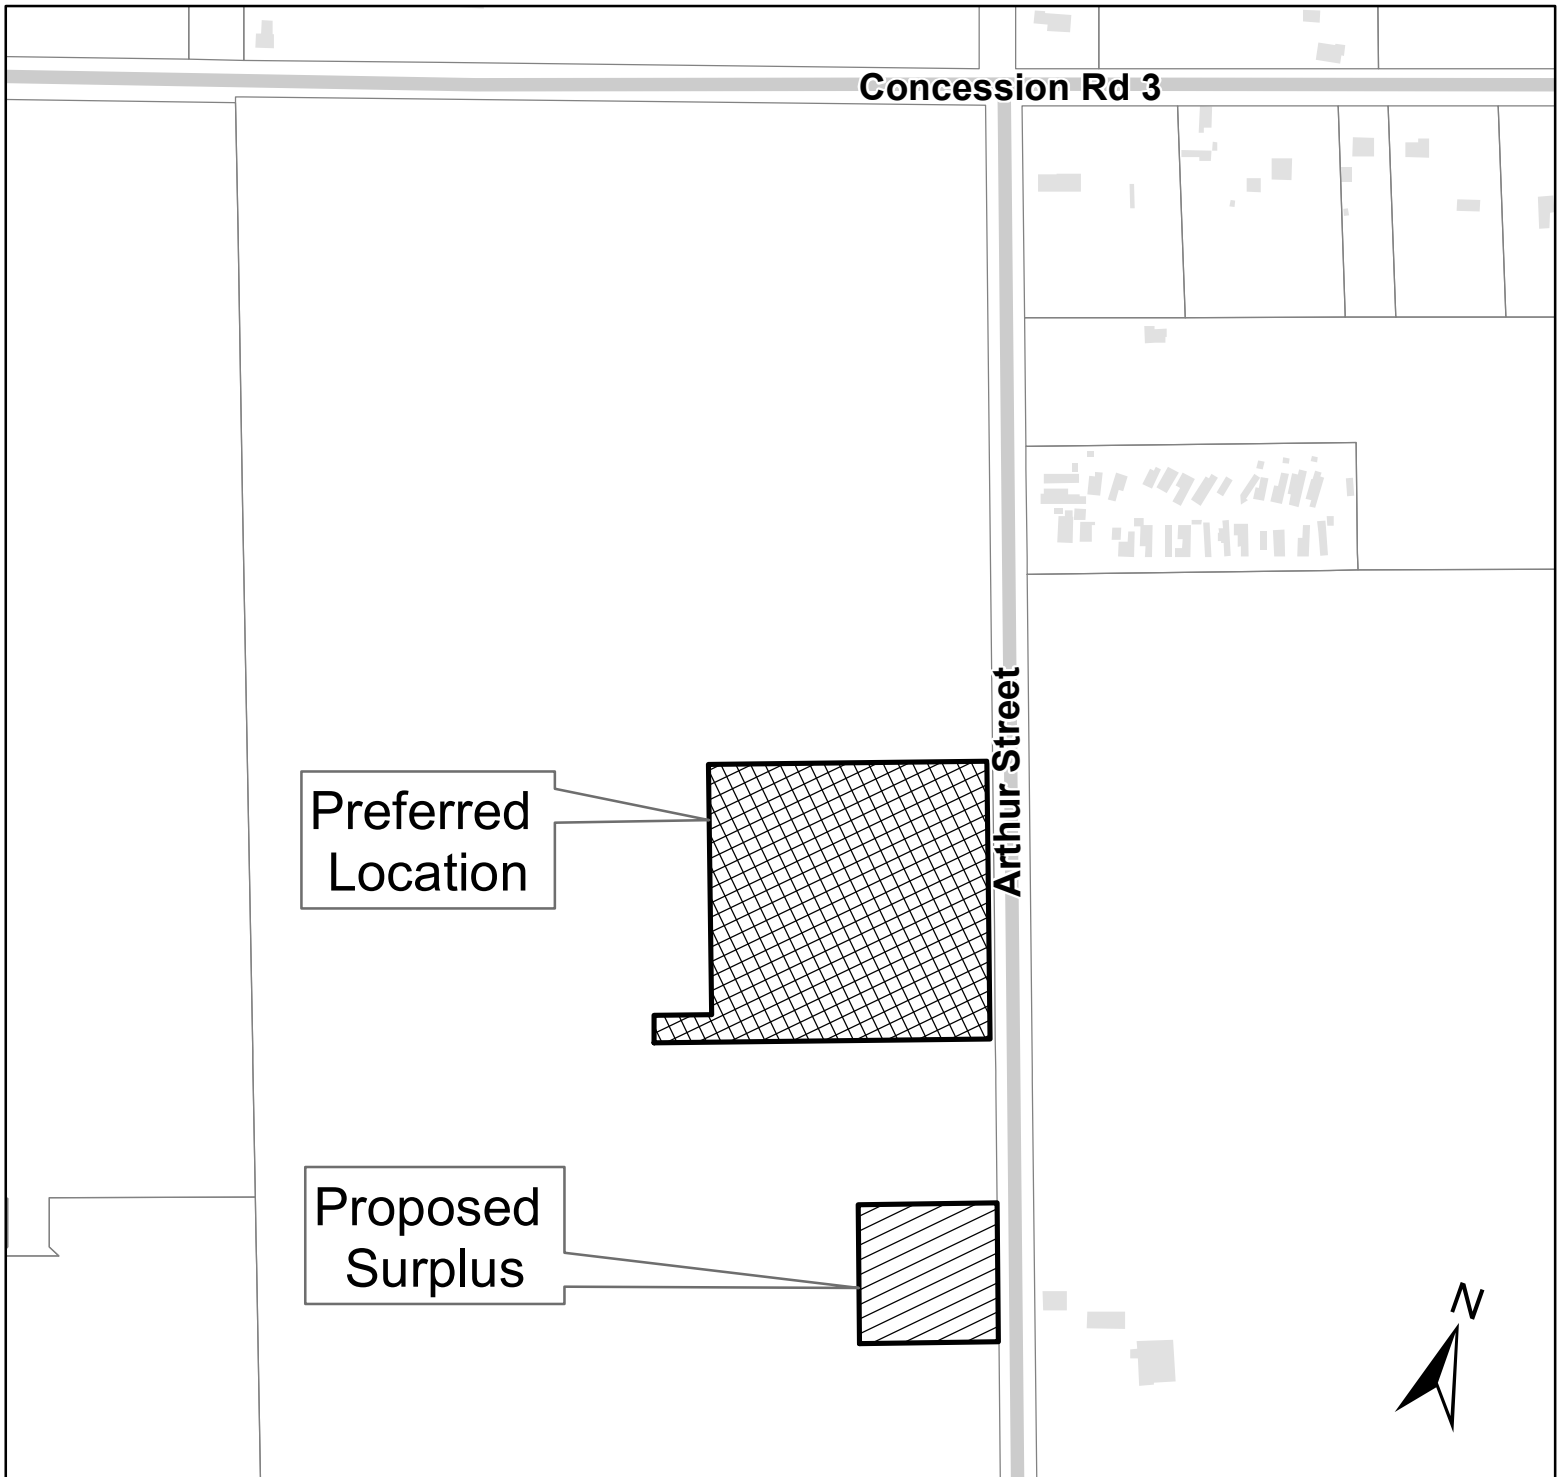 Concession Rd 3
Arthur Street
Preferred
Location
Proposed
Surplus
N